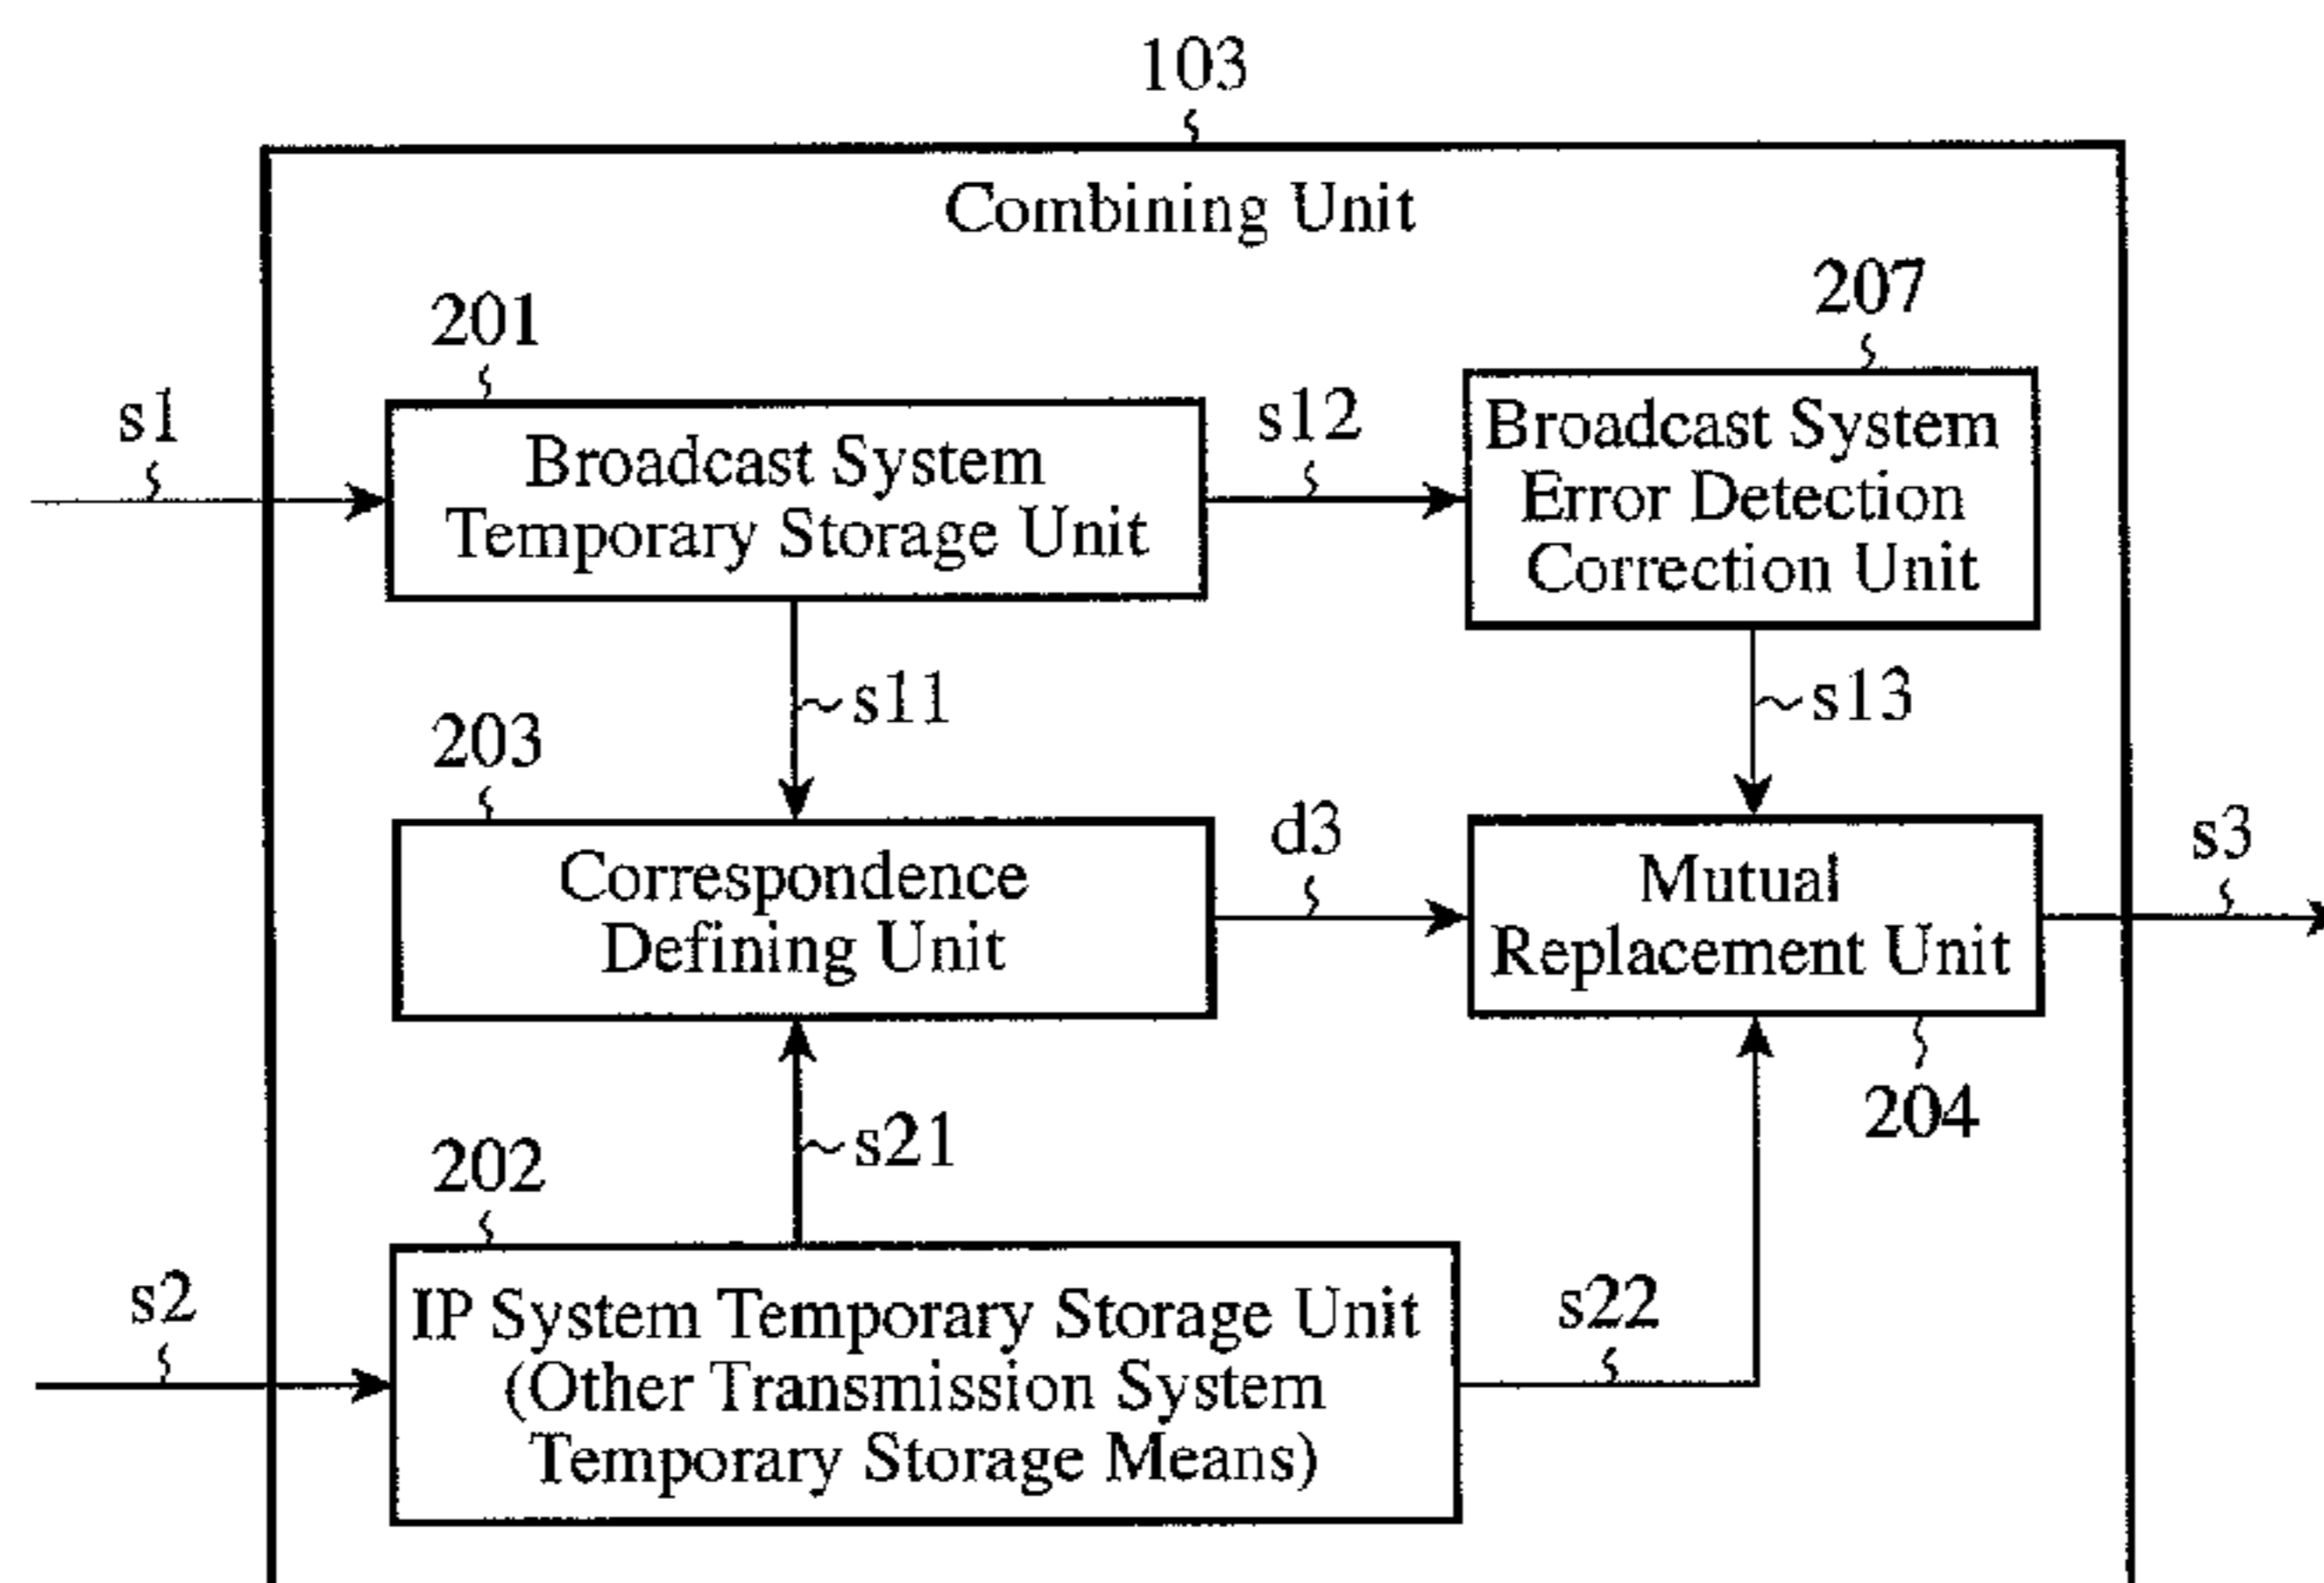 103
Combining Unit
201
207
s1
s12
Broadcast System
Temporary Storage Unit
Broadcast System
Error Detection
Correction Unit
s11
s13
203
d3
s3
Correspondence
Defining Unit
Mutual
Replacement Unit
s21
204
202
s2
s22
IP System Temporary Storage Unit
(Other Transmission System
Temporary Storage Means)